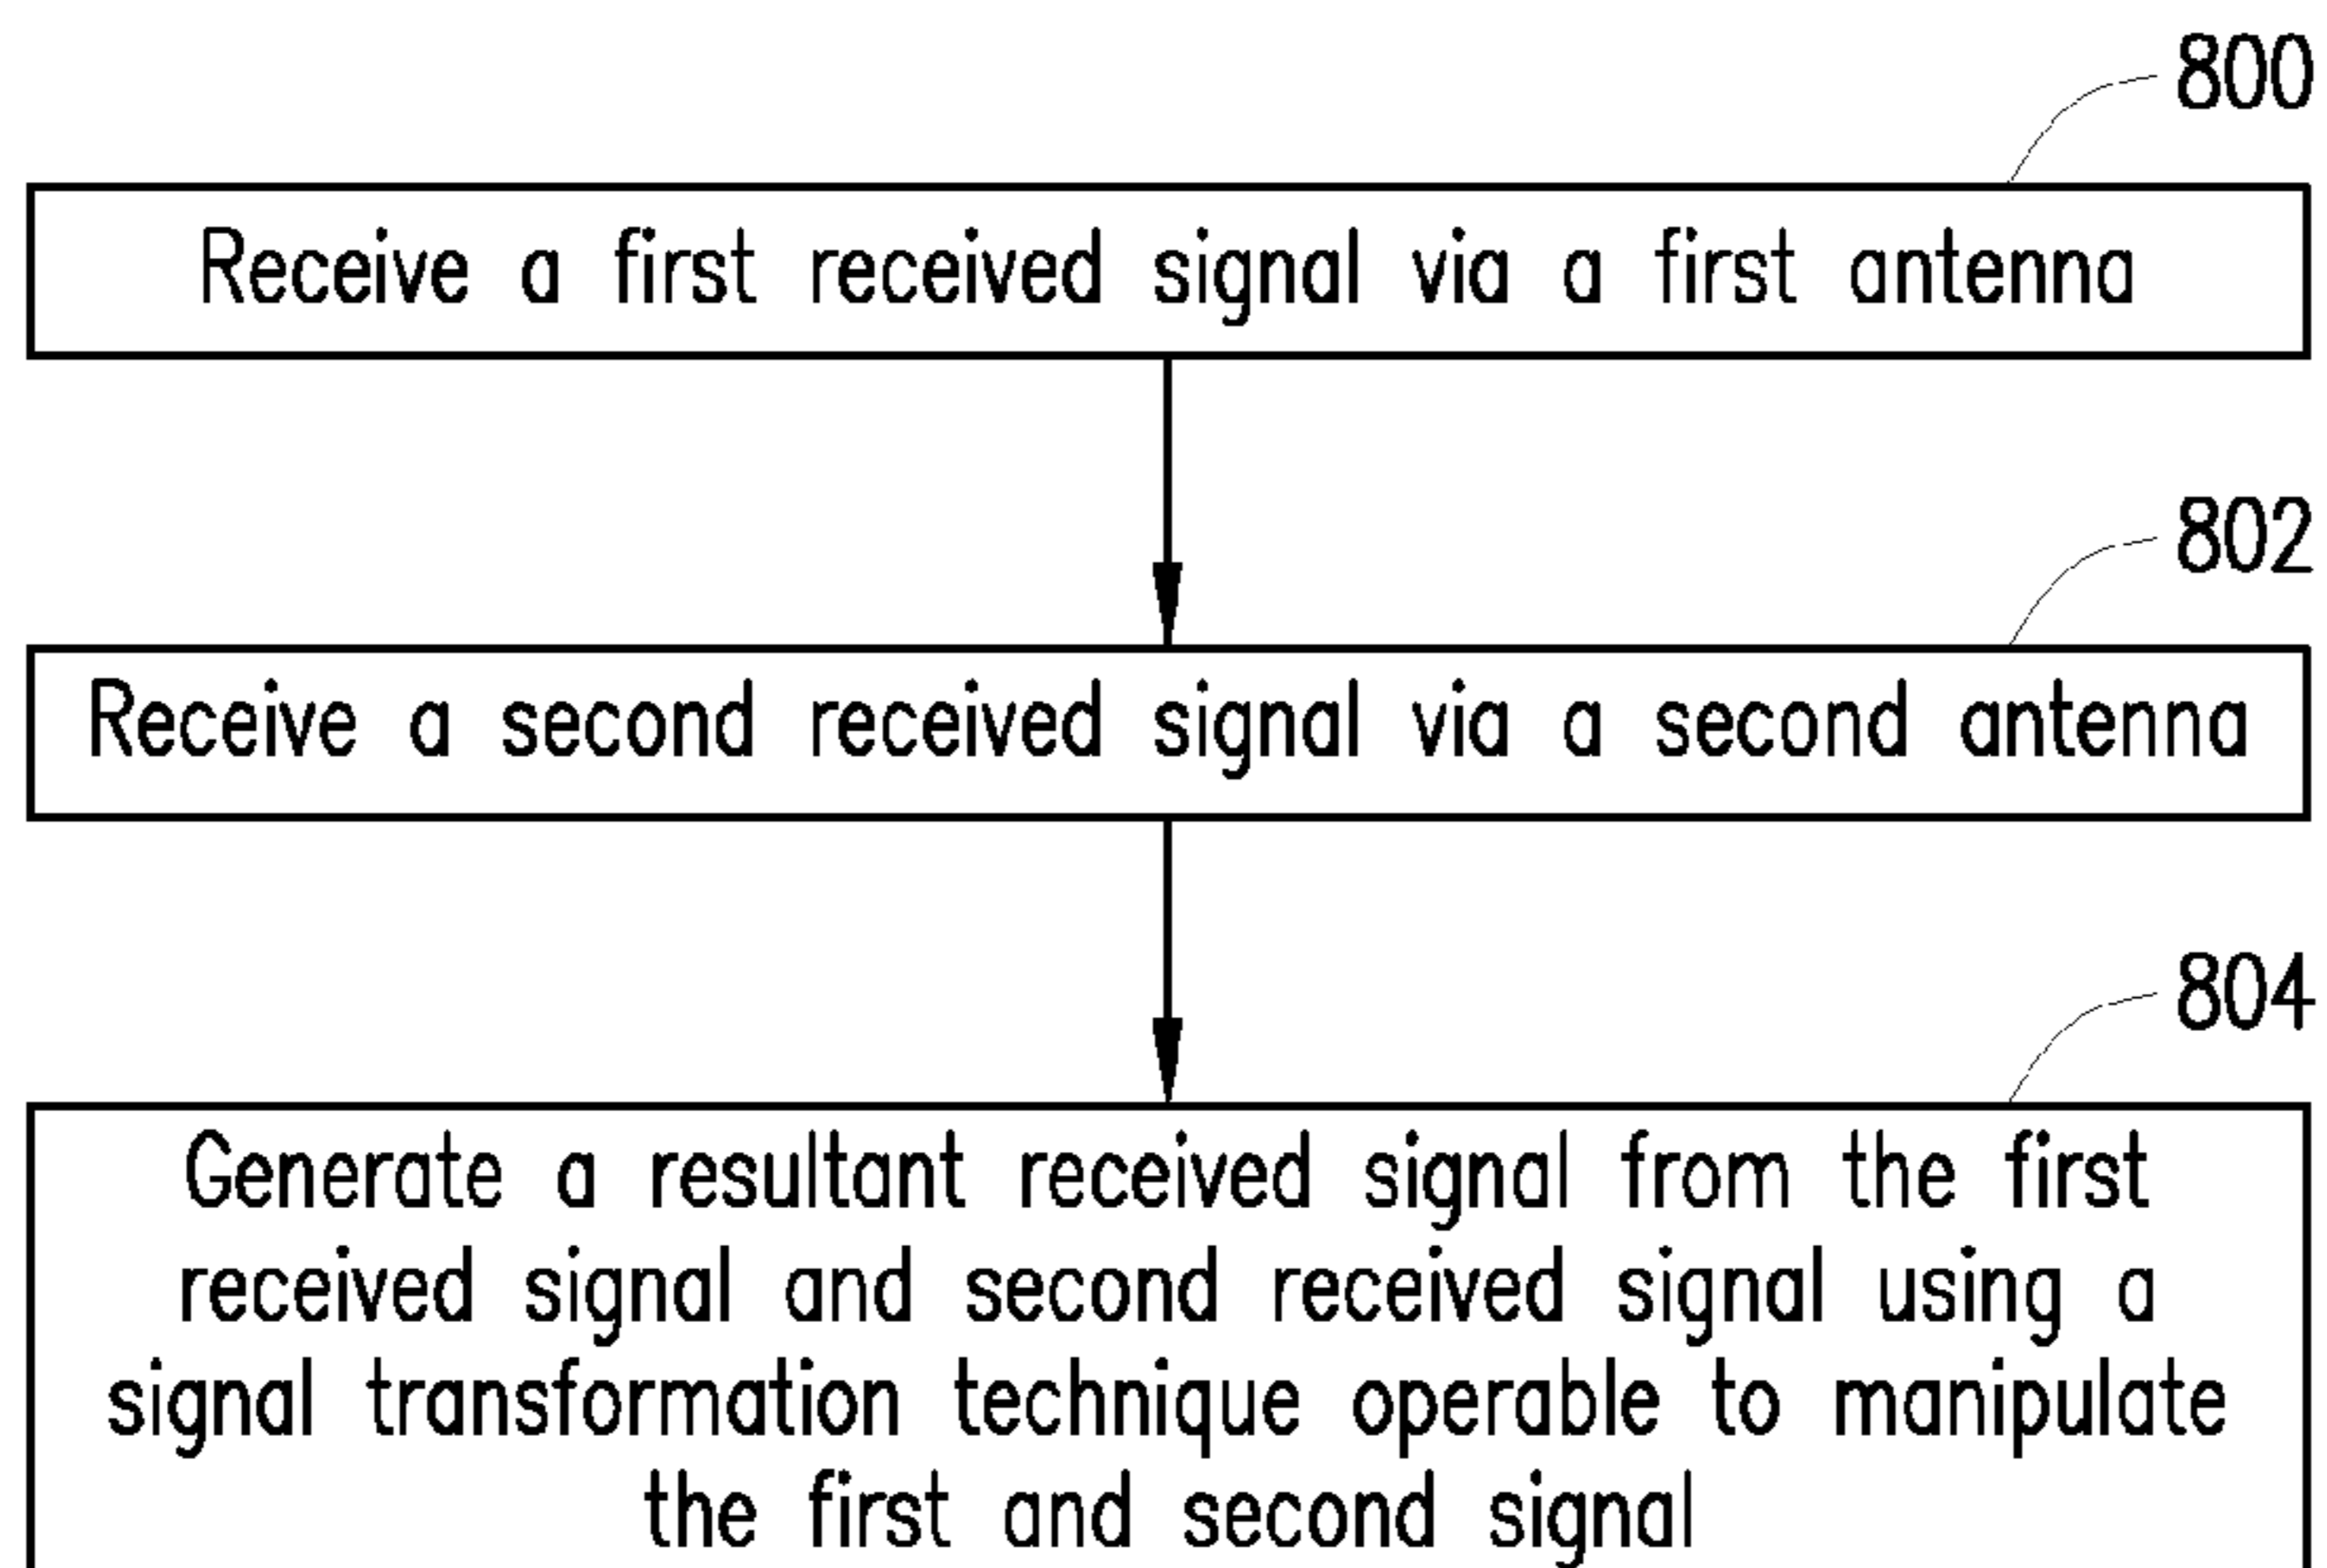 800
Receive a first received signal via a first antenna
802
Receive a second received signal via a second antenna
804
Generate a resultant received signal from the first
received signal and second received signal using a
signal transformation technique operable to manipulate
the first and second signal